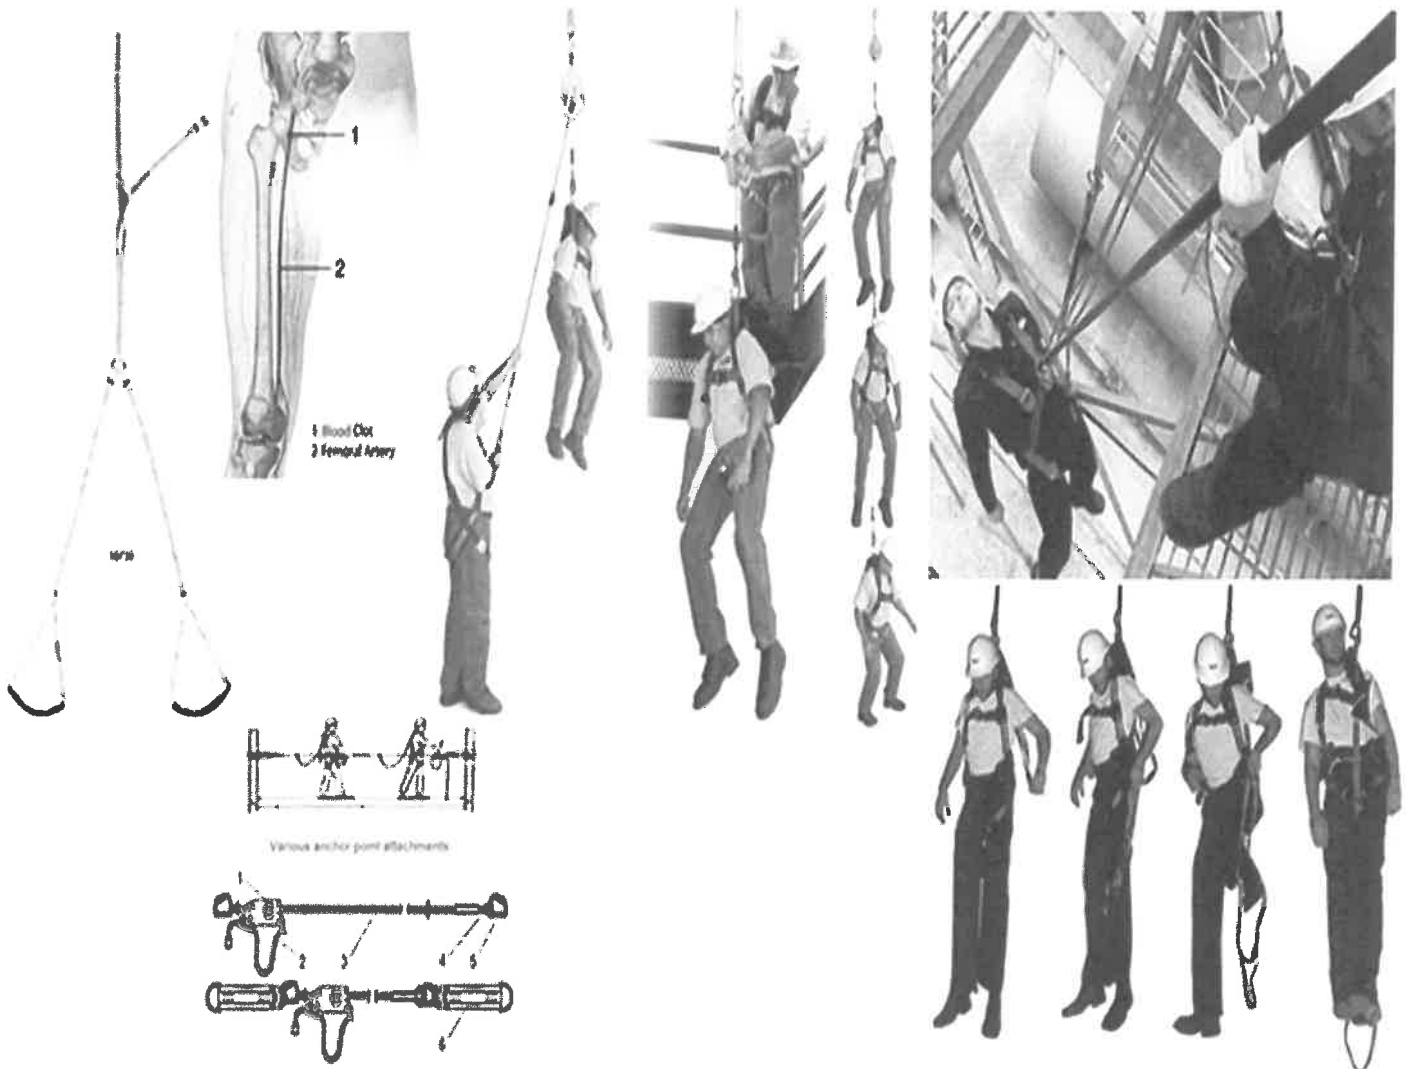 1
2
1 Blood Clot
2 Femoral Artery
Various anchor point attachments
1
2 3 4 5
6